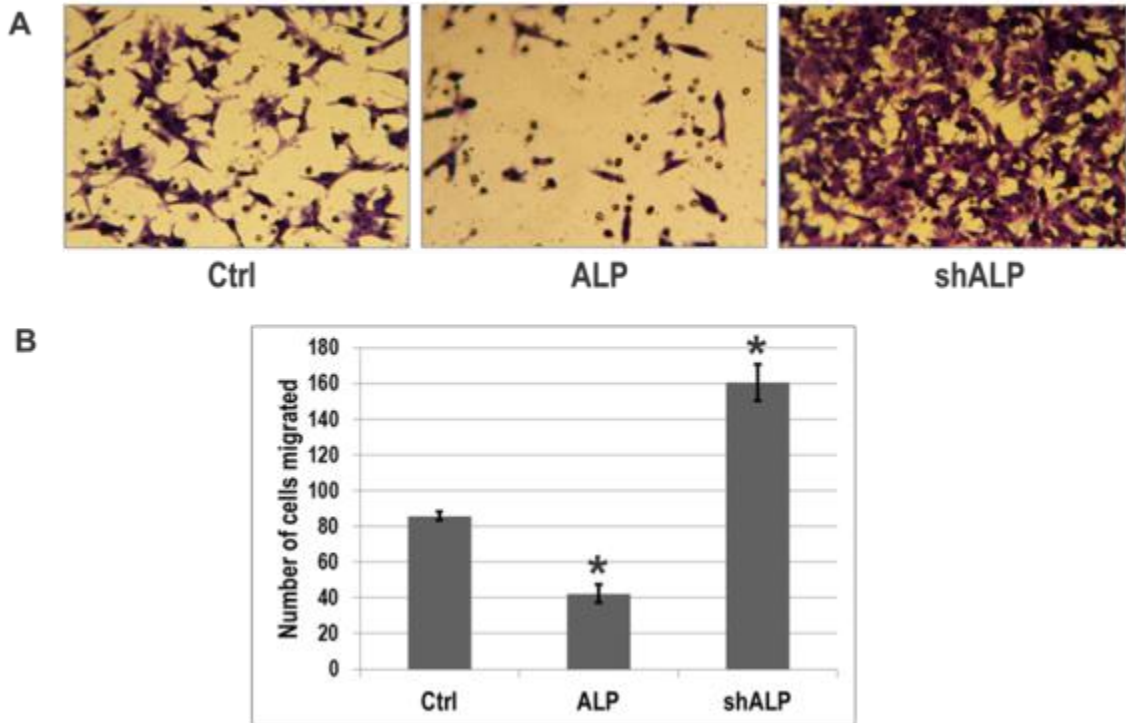 A
Ctrl
ALP
shALP
B
Number of cells migrated
180
160
140
120
100
80
60
40
20
0
*
*
Ctrl
ALP
shALP